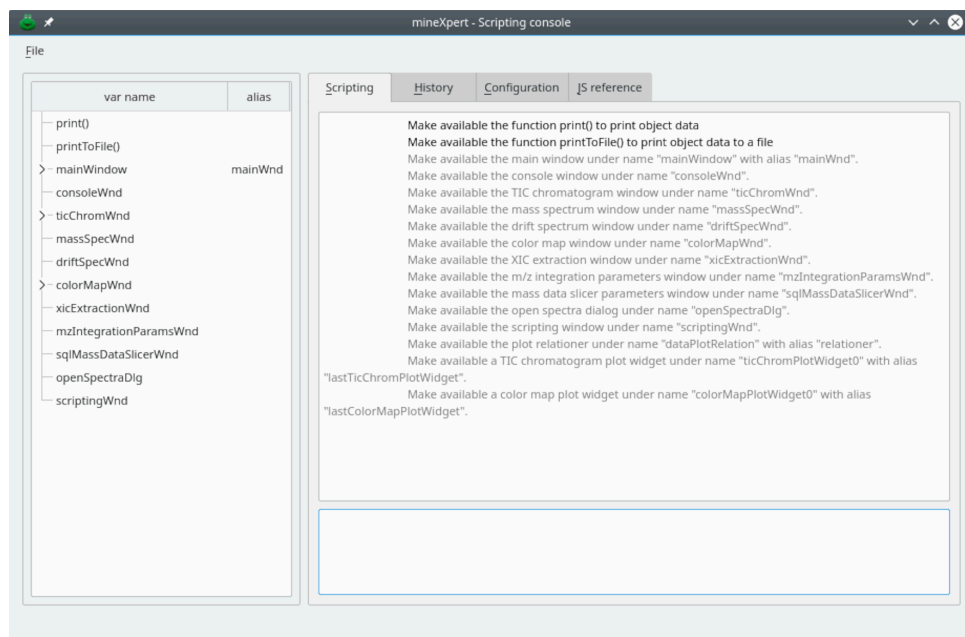 mineXpert - Scripting console
File
var name alias
print()
printToFile()
mainWindow mainWnd
consoleWnd
ticChromWnd
massSpecWnd
driftSpecWnd
colorMapWnd
xicExtractionWnd
mzIntegrationParamsWnd
sqlMassDataSlicerWnd
openSpectraDlg
scriptingWnd
Scripting History Configuration JS reference
Make available the function print() to print object data
Make available the function printToFile() to print object data to a file
Make available the main window under name "mainWindow" with alias "mainWnd".
Make available the console window under name "consoleWnd".
Make available the TIC chromatogram window under name "ticChromWnd".
Make available the mass spectrum window under name "massSpecWnd".
Make available the drift spectrum window under name "driftSpecWnd".
Make available the color map window under name "colorMapWnd".
Make available the XIC extraction window under name "xicExtractionWnd".
Make available the m/z integration parameters window under name "mzIntegrationParamsWnd".
Make available the mass data slicer parameters window under name "sqlMassDataSlicerWnd".
Make available the open spectra dialog under name "openSpectraDlg".
Make available the scripting window under name "scriptingWnd".
Make available the plot relationer under name "dataPlotRelation" with alias "relationer".
Make available a TIC chromatogram plot widget under name "ticChromPlotWidget0" with alias
"lastTicChromPlotWidget".
Make available a color map plot widget under name "colorMapPlotWidget0" with alias
"lastColorMapPlotWidget".